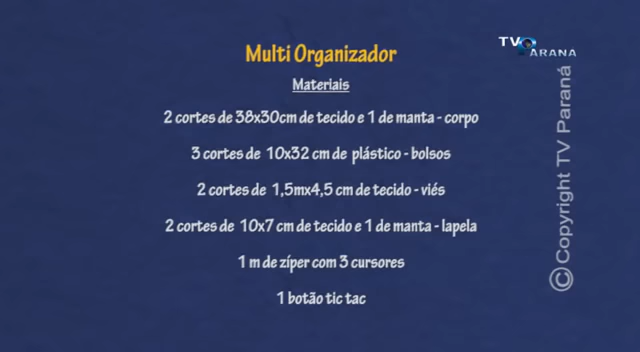 TV PARANA
Multi Organizador
Materiais
2 cortes de 38x30cm de tecido e 1 de manta - corpo
3 cortes de 10x32 cm de plástico - bolsos
2 cortes de 1,5mx4,5 cm de tecido - viés
2 cortes de 10x7 cm de tecido e 1 de manta - lapela
1 m de zíper com 3 cursores
1 botão tic tac
©Copyright TV Paraná